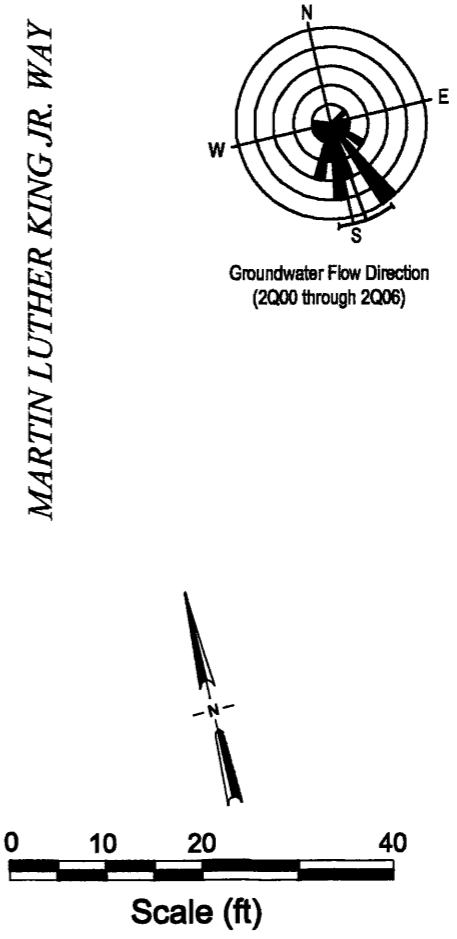 MARTIN LUTHER KING JR. WAY
N
E
W
S
Groundwater Flow Direction
(2Q00 through 2Q06)
N
0 10 20 40
Scale (ft)